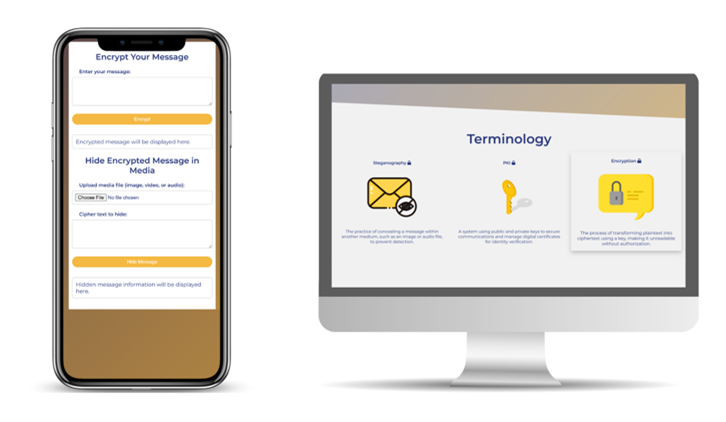 Encrypt Your Message
Enter your message:
Encrypt
Encrypted message will be displayed here.
Hide Encrypted Message in
Media
Upload media file (image, video, or audio):
Choose File No file chosen
Cipher text to hide:
Hide Message
Hidden message information will be displayed
here.
Terminology
Steganography
The practice of concealing a message within
another medium, such as an image or audio file,
to prevent detection.
PKI
A system using public and private keys to secure
communications and manage digital certificates
for identity verification.
Encryption
The process of transforming plaintext into
ciphertext using a key, making it unreadable
without authorization.